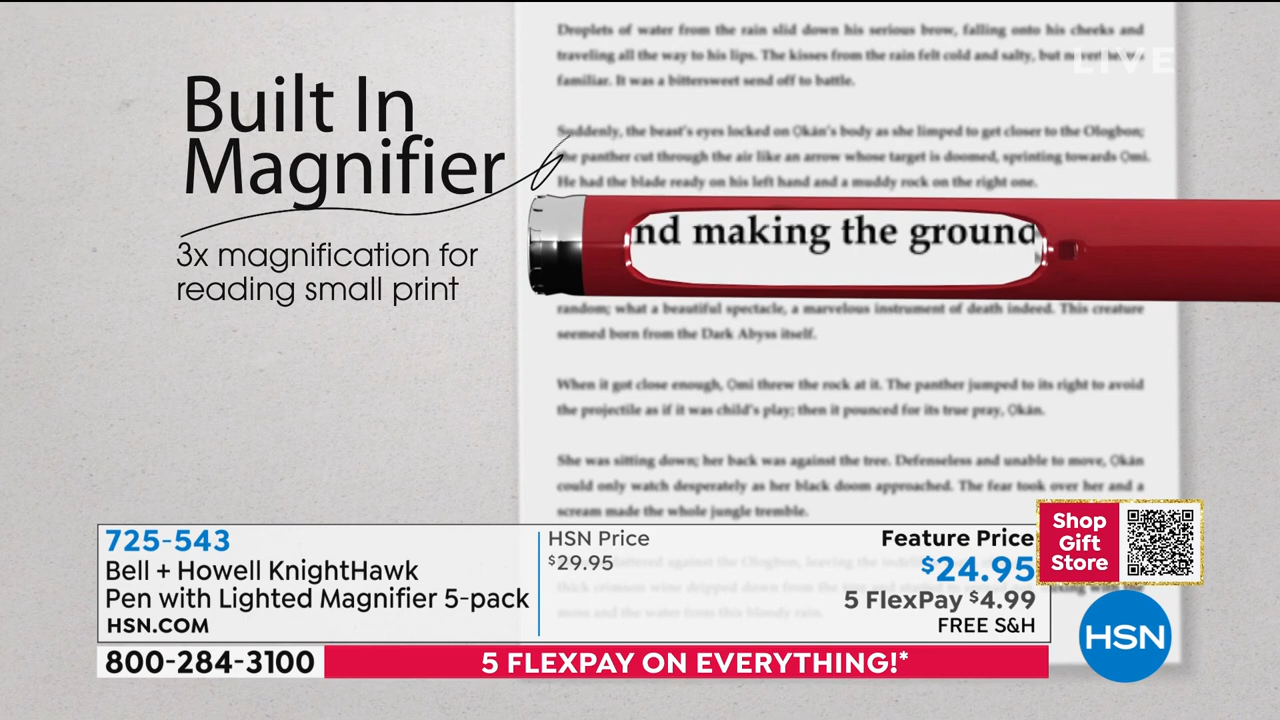 LIVE
Built In
Magnifier
3x magnification for
reading small print
Droplets of water from the rain slid down his serious brow, falling onto his cheeks and
traveling all the way to his lips. The kisses from the rain felt cold and salty, but
familiar. It was a bittersweet send off to battle.
Suddenly, the beast's eyes locked on Okán's body as she limped to get closer to the Ologbon;
the panther cut through the air like an arrow whose target is doomed, sprinting towards Omi.
He had the blade ready on his left hand and a muddy rock on the right one.
nd making the ground
random; what a beautiful spectacle, a marvelous instrument of death indeed. This creature
seemed born from the Dark Abyss itself.
When it got close enough, Omi threw the rock at it. The panther jumped to its right to avoid
the projectile as if it was child's play; then it pounced for its true pray, Okán.
She was sitting down; her back was against the tree. Defenseless and unable to move, Okán
could only watch desperately as her black doom approached. The fear took over her and a
scream made the whole jungle tremble.
725-543
Bell + Howell KnightHawk
Pen with Lighted Magnifier 5-pack
HSN.COM
HSN Price
$29.95
Feature Price
$24.95
5 FlexPay $4.99
FREE S&H
Shop
Gift
Store
HSN
800-284-3100
5 FLEXPAY ON EVERYTHING!*